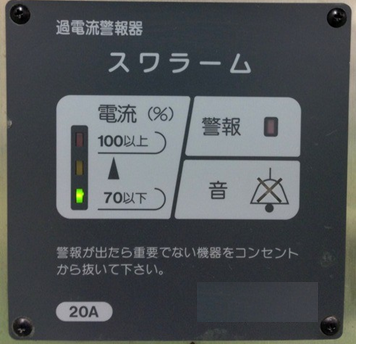 過電流警報器
スワラーム
電流 (%)
100以上
70以下
警報
音
警報が出たら重要でない機器をコンセント
から抜いて下さい。
20A